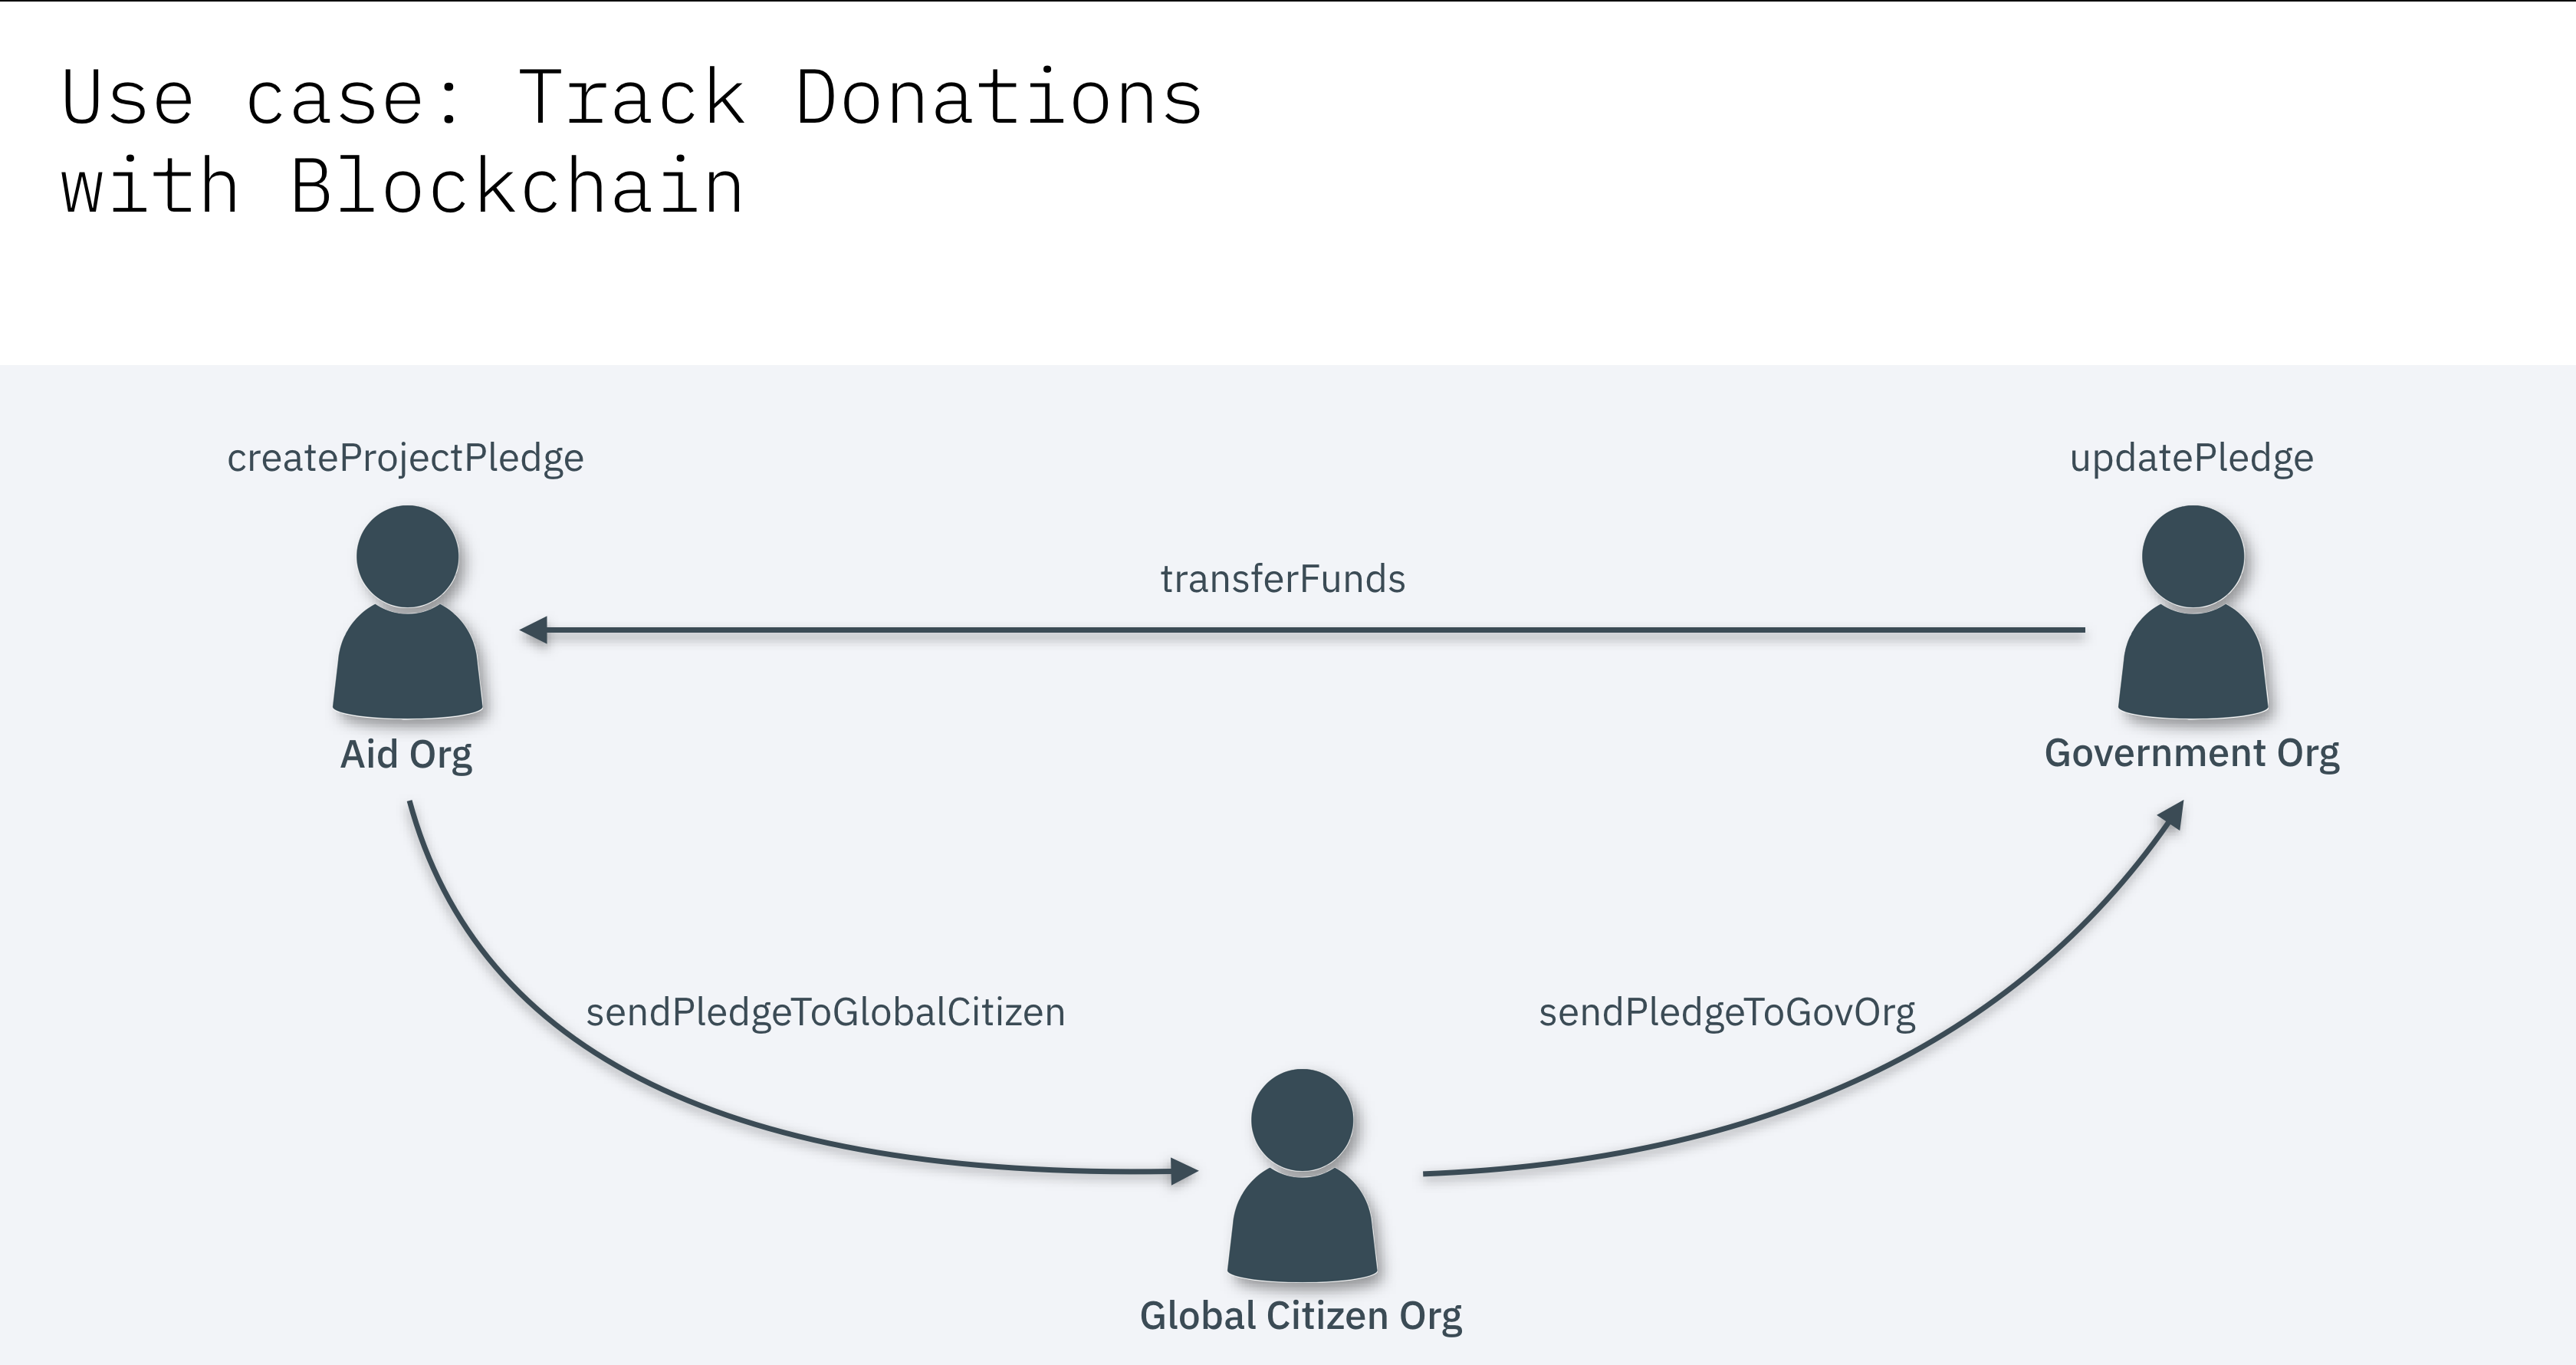 Use case: Track Donations
with Blockchain
createProjectPledge
updatePledge
transferFunds
Aid Org
Government Org
sendPledgeToGlobalCitizen
sendPledgeToGovOrg
Global Citizen Org